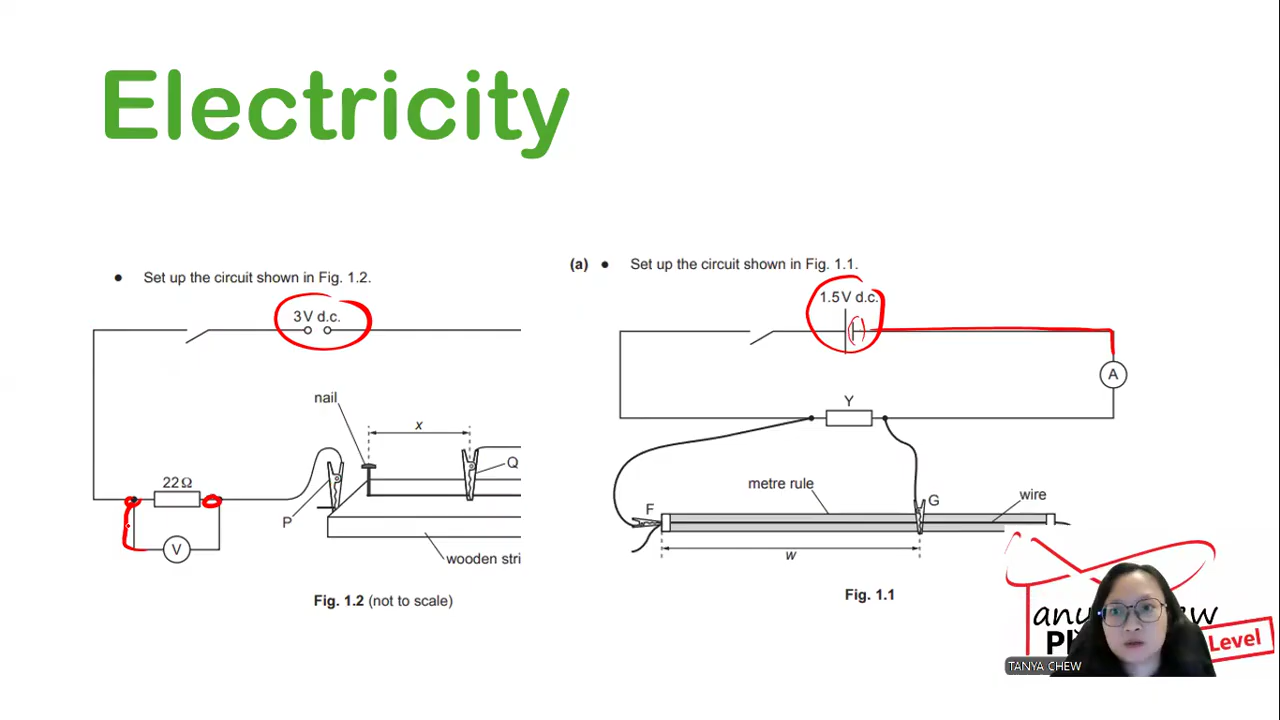 Electricity
● Set up the circuit shown in Fig. 1.2.
3 V d.c.
nail
x
Q
22 Ω
P
V
wooden stri
Fig. 1.2 (not to scale)
(a) ● Set up the circuit shown in Fig. 1.1.
1.5 V d.c.
(-)
A
Y
metre rule
wire
F
G
w
Fig. 1.1
Level
TANYA CHEW